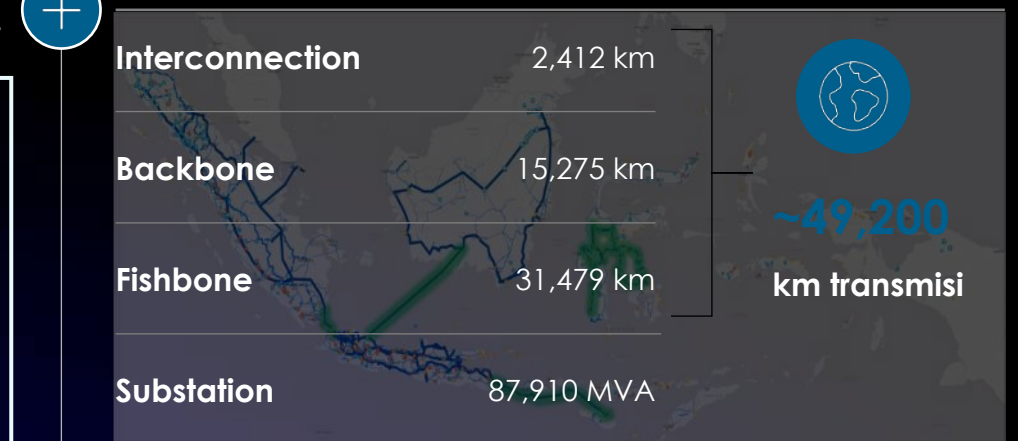 Interconnection 2,412 km
Backbone 15,275 km
Fishbone 31,479 km
Substation 87,910 MVA
~49,200
km transmisi